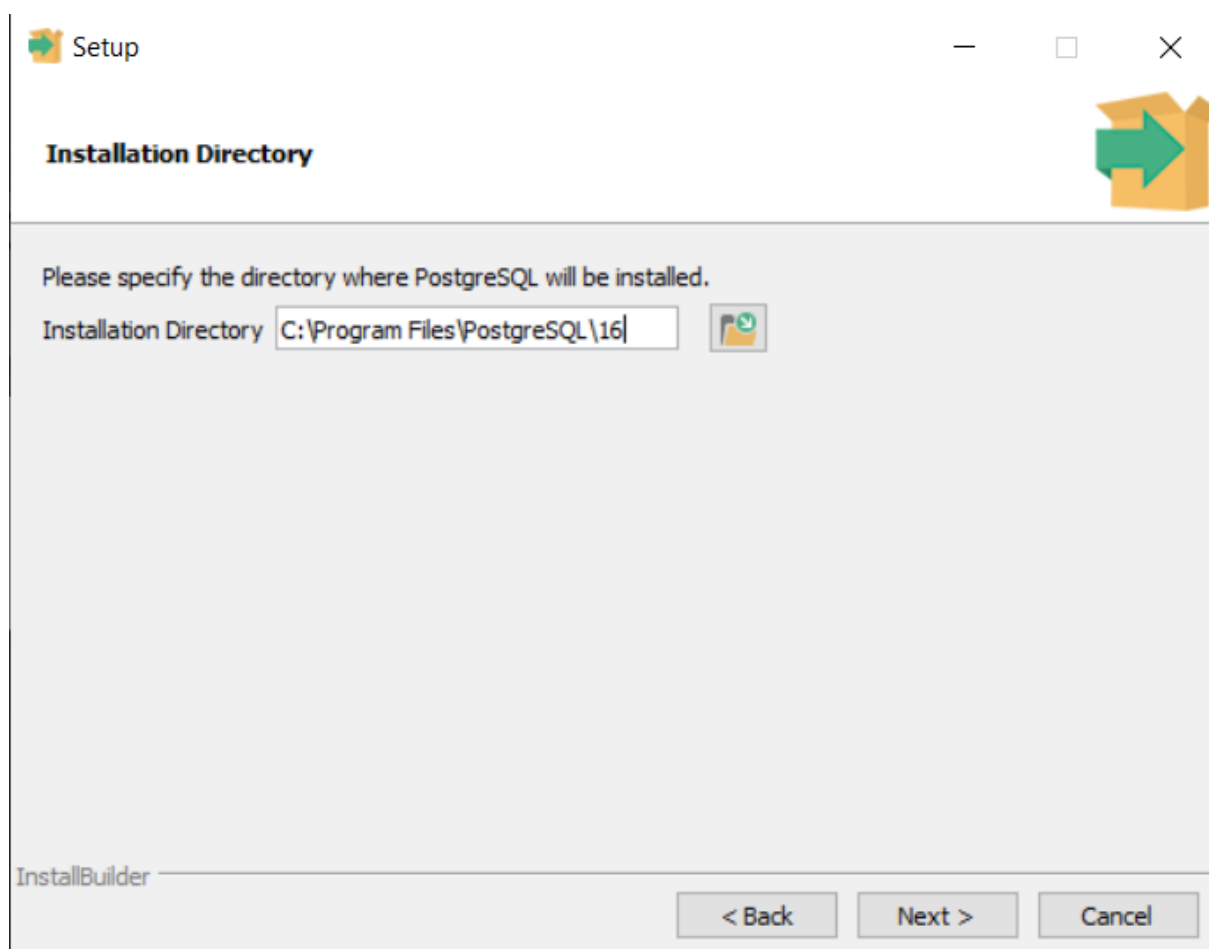 Setup
Installation Directory
Please specify the directory where PostgreSQL will be installed.
Installation Directory C:\Program Files\PostgreSQL\16
InstallBuilder
< Back Next > Cancel